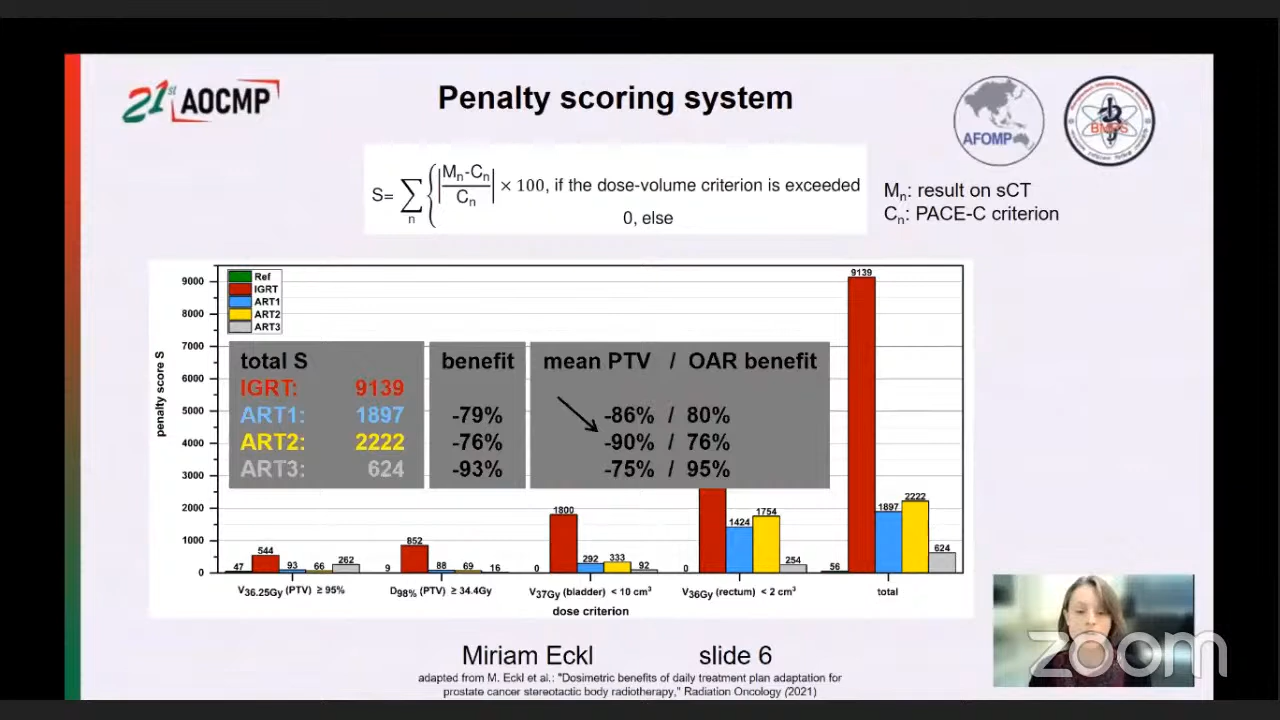 21st AOCMP
Penalty scoring system
AFOMP
BMPS
S= ∑ n { |Mn-Cn / Cn| × 100, if the dose-volume criterion is exceeded
0, else
Mn: result on sCT
Cn: PACE-C criterion
penalty score S
9000
8000
7000
6000
5000
4000
3000
2000
1000
0
Ref
IGRT
ART1
ART2
ART3
total S benefit mean PTV / OAR benefit
IGRT: 9139
ART1: 1897 -79% -86% / 80%
ART2: 2222 -76% -90% / 76%
ART3: 624 -93% -75% / 95%
47 544 93 66 262
9 852 88 69 16
0 1800 292 333 92
0 1424 1754 254
56 9139 1897 2222 624
V36.25Gy (PTV) ≥ 95% D98% (PTV) ≥ 34.4Gy V37Gy (bladder) < 10 cm³ V36Gy (rectum) < 2 cm³ total
dose criterion
Miriam Eckl slide 6
adapted from M. Eckl et al.: "Dosimetric benefits of daily treatment plan adaptation for
prostate cancer stereotactic body radiotherapy," Radiation Oncology (2021)
zoom